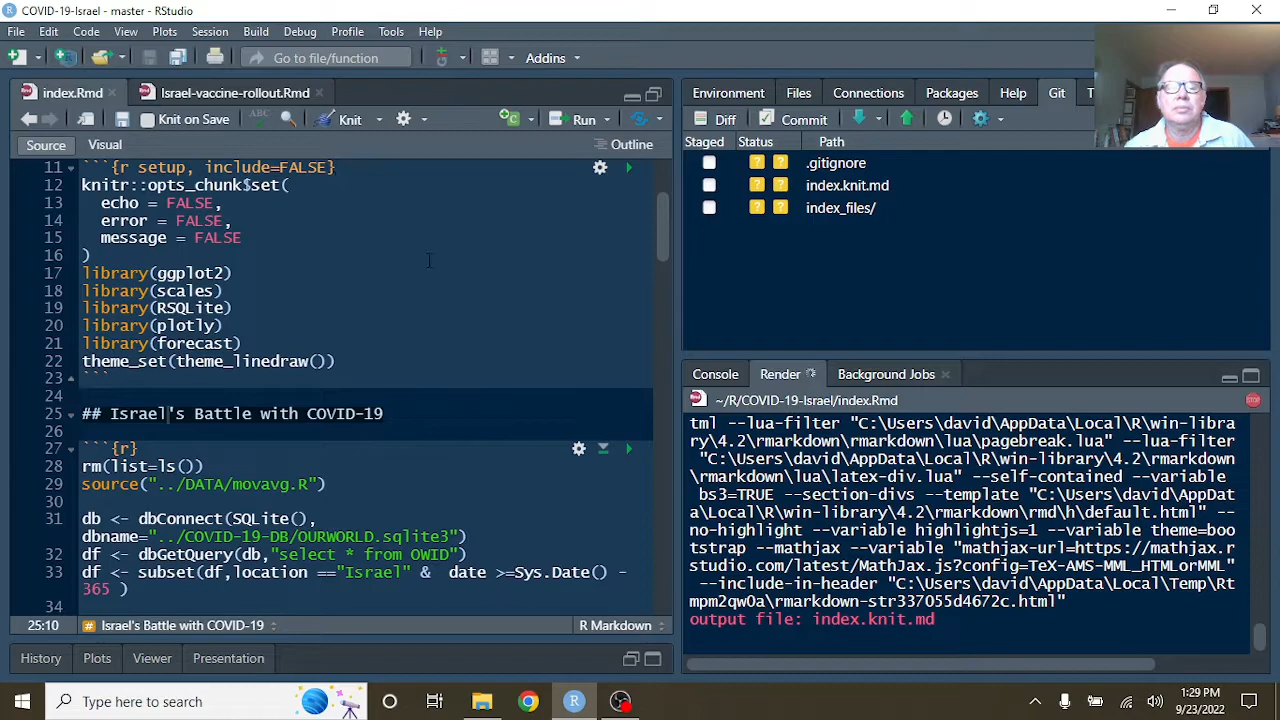 COVID-19-Israel - master - RStudio
File Edit Code View Plots Session Build Debug Profile Tools Help
Go to file/function Addins
index.Rmd Israel-vaccine-rollout.Rmd
ABC Knit on Save Knit Run
Source Visual Outline
11 ```{r setup, include=FALSE}
12 knitr::opts_chunk$set(
13 echo = FALSE,
14 error = FALSE,
15 message = FALSE
16 )
17 library(ggplot2)
18 library(scales)
19 library(RSQLite)
20 library(plotly)
21 library(forecast)
22 theme_set(theme_linedraw())
23 ```
24
25 ## Israel's Battle with COVID-19
26
27 ```{r}
28 rm(list=ls())
29 source("../DATA/movavg.R")
30
31 db <- dbConnect(SQLite(),
dbname="../COVID-19-DB/OURWORLD.sqlite3")
32 df <- dbGetQuery(db,"select * from OWID")
33 df <- subset(df,location =="Israel" & date >=Sys.Date() -
365 )
34
25:10 # Israel's Battle with COVID-19 R Markdown
History Plots Viewer Presentation
Environment Files Connections Packages Help Git T
Diff Commit
Staged Status Path
? ? .gitignore
? ? index.knit.md
? ? index_files/
Console Render Background Jobs
~/R/COVID-19-Israel/index.Rmd STOP
tml --lua-filter "C:\Users\david\AppData\Local\R\win-libra
ry\4.2\rmarkdown\rmarkdown\lua\pagebreak.lua" --lua-filter
"C:\Users\david\AppData\Local\R\win-library\4.2\rmarkdown
\rmarkdown\lua\latex-div.lua" --self-contained --variable
bs3=TRUE --section-divs --template "C:\Users\david\AppDat
a\Local\R\win-library\4.2\rmarkdown\rmd\h\default.html" --
no-highlight --variable highlightjs=1 --variable theme=boo
tstrap --mathjax --variable "mathjax-url=https://mathjax.r
studio.com/latest/MathJax.js?config=TeX-AMS-MML_HTMLorMML"
--include-in-header "C:\Users\david\AppData\Local\Temp\Rt
mpm2qw0a\rmarkdown-str337055d4672c.html"
output file: index.knit.md
Type here to search
1:29 PM
9/23/2022